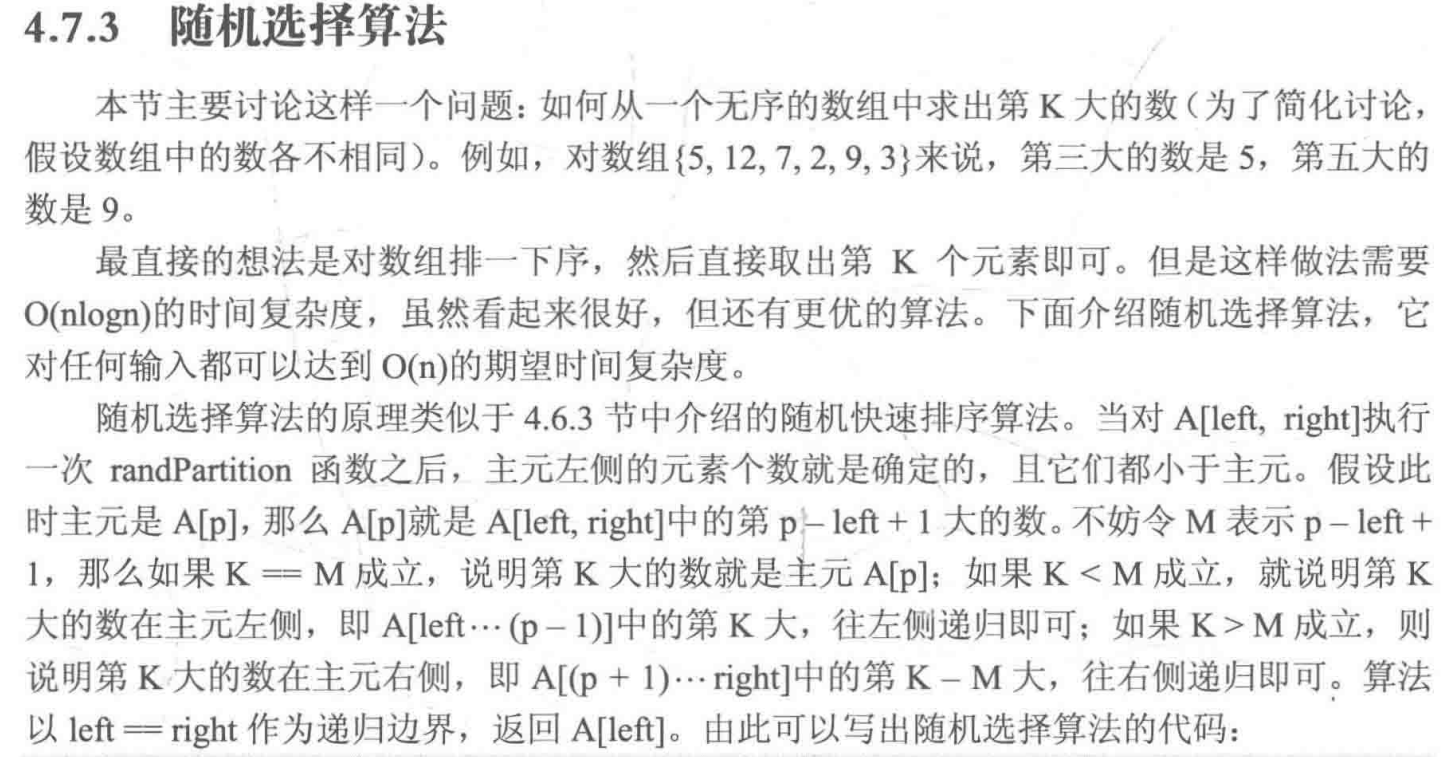 4.7.3 随机选择算法
本节主要讨论这样一个问题：如何从一个无序的数组中求出第 K 大的数（为了简化讨论，
假设数组中的数各不相同）。例如，对数组{5, 12, 7, 2, 9, 3}来说，第三大的数是 5，第五大的
数是 9。
最直接的想法是对数组排一下序，然后直接取出第 K 个元素即可。但是这样做法需要
O(nlogn)的时间复杂度，虽然看起来很好，但还有更优的算法。下面介绍随机选择算法，它
对任何输入都可以达到 O(n)的期望时间复杂度。
随机选择算法的原理类似于 4.6.3 节中介绍的随机快速排序算法。当对 A[left, right]执行
一次 randPartition 函数之后，主元左侧的元素个数就是确定的，且它们都小于主元。假设此
时主元是 A[p]，那么 A[p]就是 A[left, right]中的第 p – left + 1 大的数。不妨令 M 表示 p – left +
1，那么如果 K == M 成立，说明第 K 大的数就是主元 A[p]；如果 K < M 成立，就说明第 K
大的数在主元左侧，即 A[left… (p – 1)]中的第 K 大，往左侧递归即可；如果 K > M 成立，则
说明第 K 大的数在主元右侧，即 A[(p + 1)… right]中的第 K – M 大，往右侧递归即可。算法
以 left == right 作为递归边界，返回 A[left]。由此可以写出随机选择算法的代码：